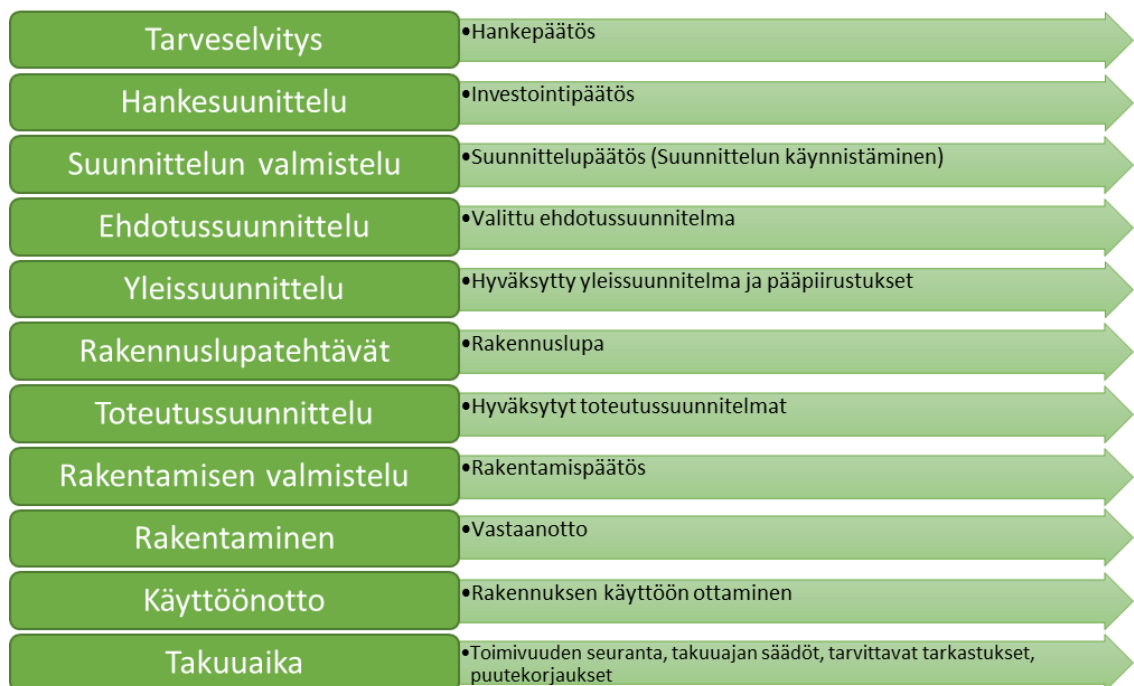 Tarveselvitys
•Hankepäätös
Hankesuunittelu
•Investointipäätös
Suunnittelun valmistelu
•Suunnittelupäätös (Suunnittelun käynnistäminen)
Ehdotussuunnittelu
•Valittu ehdotussuunnitelma
Yleissuunnittelu
•Hyväksytty yleissuunnitelma ja pääpiirustukset
Rakennuslupatehtävät
•Rakennuslupa
Toteutussuunnittelu
•Hyväksytyt toteutussuunnitelmat
Rakentamisen valmistelu
•Rakentamispäätös
Rakentaminen
•Vastaanotto
Käyttöönotto
•Rakennuksen käyttöön ottaminen
Takuuaika
•Toimivuuden seuranta, takuuajan säädöt, tarvittavat tarkastukset,
puutekorjaukset